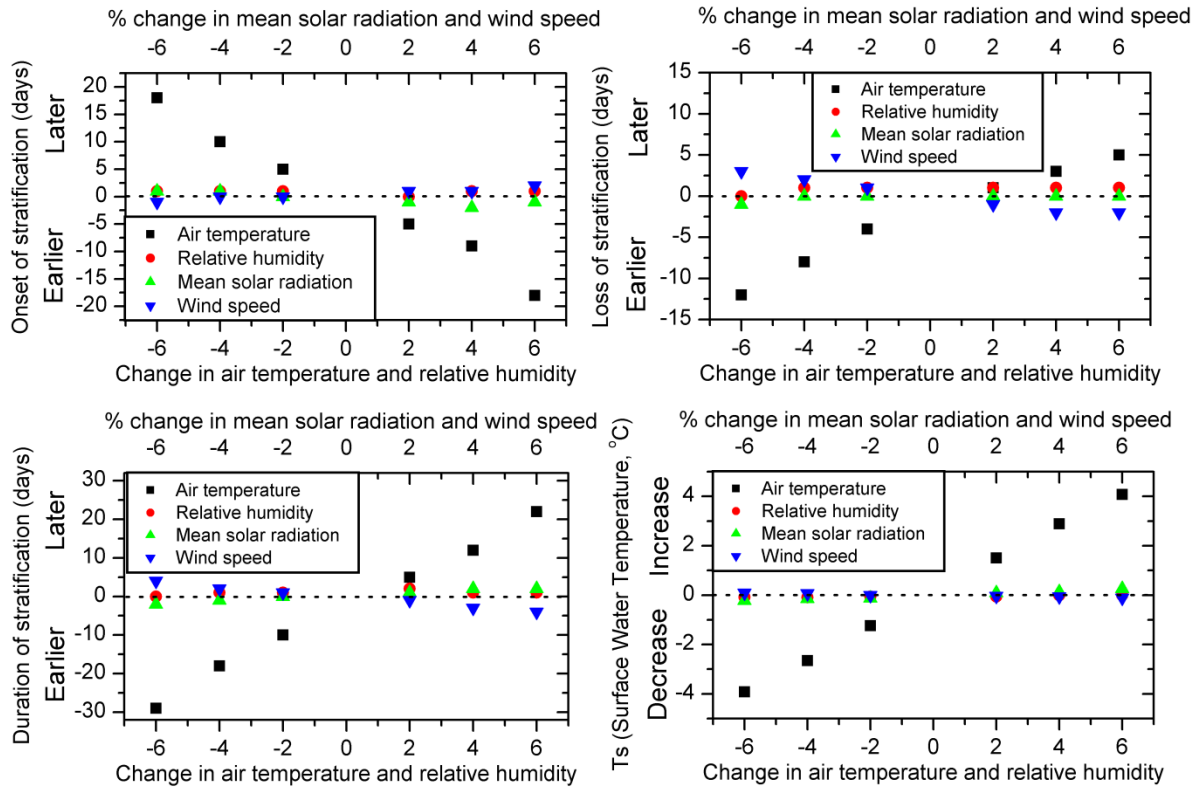 % change in mean solar radiation and wind speed
-6 -4 -2 0 2 4 6
Onset of stratification (days)
Later
Earlier
20
15
10
5
0
-5
-10
-15
-20
Air temperature
Relative humidity
Mean solar radiation
Wind speed
-6 -4 -2 0 2 4 6
Change in air temperature and relative humidity
% change in mean solar radiation and wind speed
-6 -4 -2 0 2 4 6
Loss of stratification (days)
Later
Earlier
15
10
5
0
-5
-10
-15
Air temperature
Relative humidity
Mean solar radiation
Wind speed
-6 -4 -2 0 2 4 6
Change in air temperature and relative humidity
% change in mean solar radiation and wind speed
-6 -4 -2 0 2 4 6
Duration of stratification (days)
Later
Earlier
30
20
10
0
-10
-20
-30
Air temperature
Relative humidity
Mean solar radiation
Wind speed
-6 -4 -2 0 2 4 6
Change in air temperature and relative humidity
% change in mean solar radiation and wind speed
-6 -4 -2 0 2 4 6
Ts (Surface Water Temperature, °C)
Increase
Decrease
4
2
0
-2
-4
Air temperature
Relative humidity
Mean solar radiation
Wind speed
-6 -4 -2 0 2 4 6
Change in air temperature and relative humidity